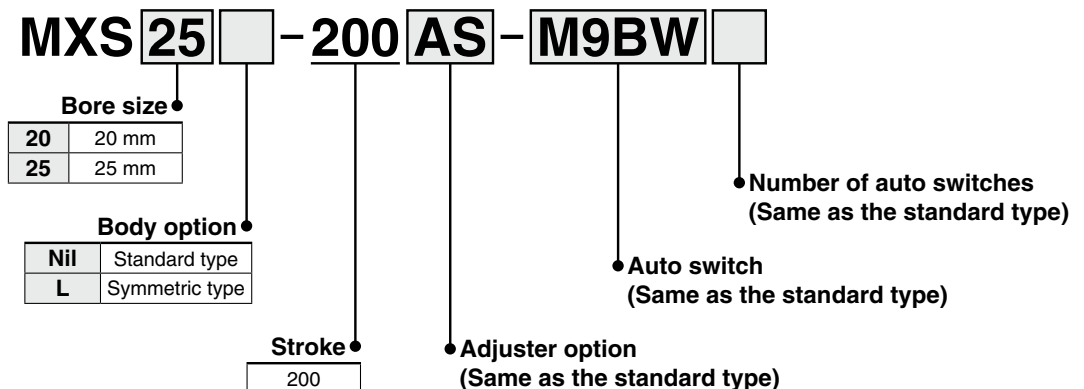 MXS 25 - 200 AS - M9BW
Bore size
20 20 mm
25 25 mm
Number of auto switches
(Same as the standard type)
Body option
Nil Standard type
L Symmetric type
Auto switch
(Same as the standard type)
Stroke
200
Adjuster option
(Same as the standard type)